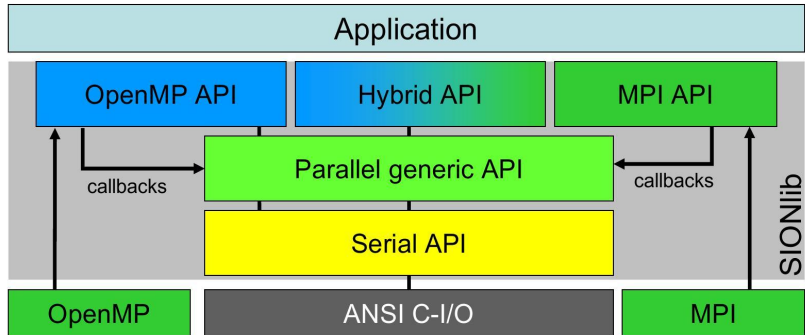 Application
OpenMP API
Hybrid API
MPI API
Parallel generic API
callbacks
callbacks
Serial API
SIONlib
OpenMP
ANSI C-I/O
MPI